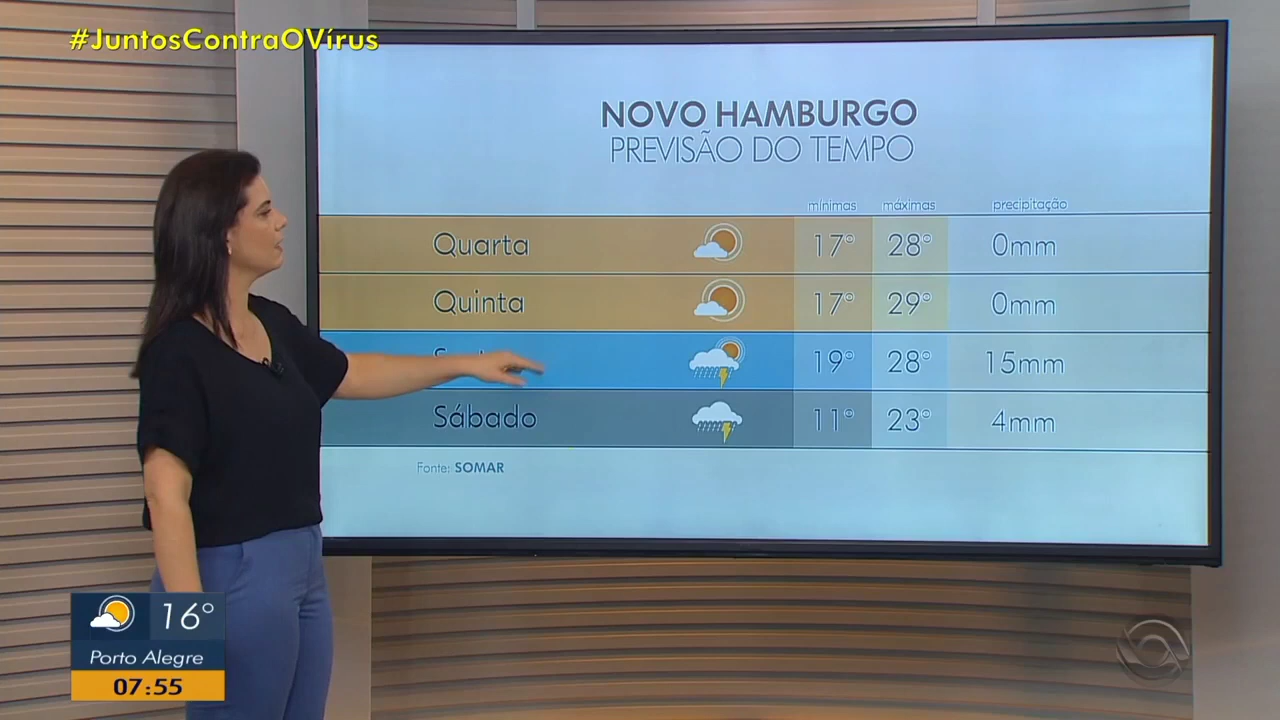 #JuntosContraOVírus
NOVO HAMBURGO
PREVISÃO DO TEMPO
mínimas máximas precipitação
Quarta 17° 28° 0mm
Quinta 17° 29° 0mm
19° 28° 15mm
Sábado 11° 23° 4mm
Fonte: SOMAR
16°
Porto Alegre
07:55